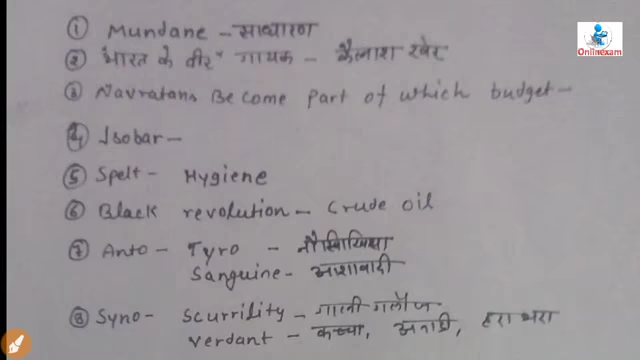 Onlinexam
① Mundane – साधारण
② भारत के वीर" गायक – कैलाश खेर
③ Navratans Become part of which budget –
④ Isobar –
⑤ Spelt – Hygiene
⑥ Black revolution – Crude oil
⑦ Anto – Tyro – नौसिखिया
Sanguine – आशावादी
⑧ Syno – Scurrility – गाली गलौज
Verdant – कच्चा, अनाड़ी, हरा भरा